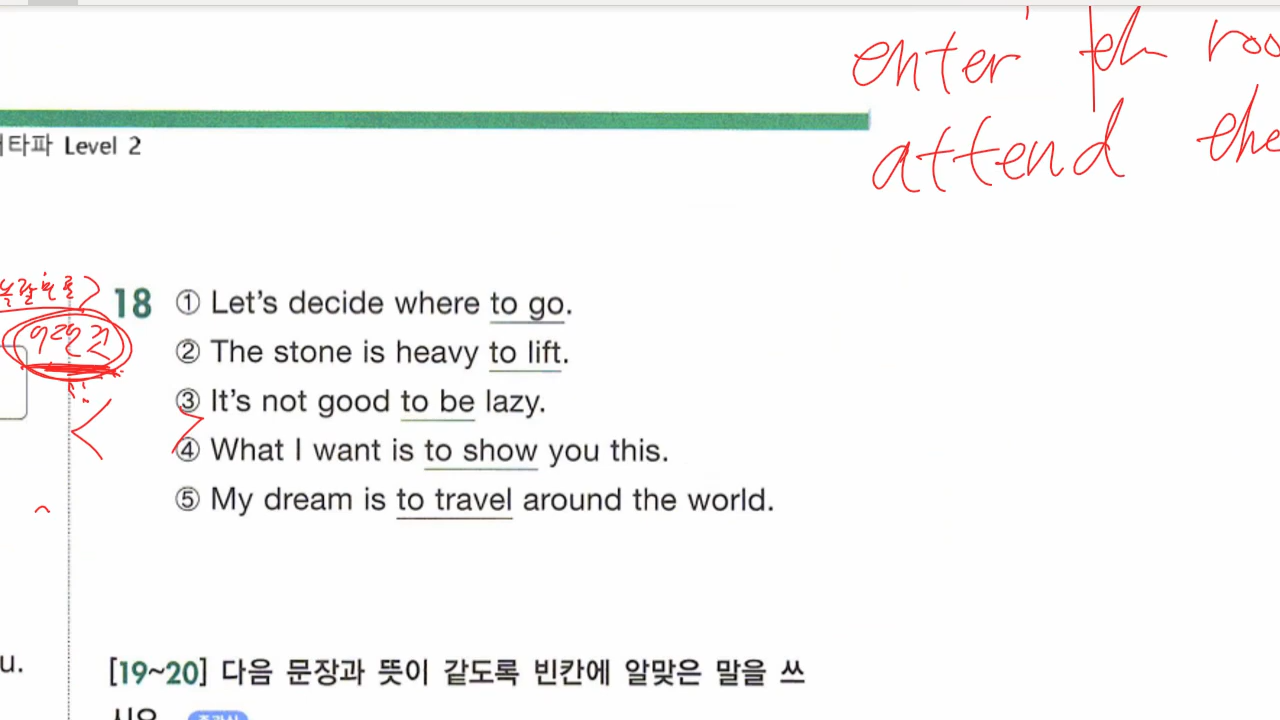 enter the roo
attend the
타파 Level 2
18 ① Let's decide where to go.
② The stone is heavy to lift.
③ It's not good to be lazy.
④ What I want is to show you this.
⑤ My dream is to travel around the world.
u.
[19~20] 다음 문장과 뜻이 같도록 빈칸에 알맞은 말을 쓰